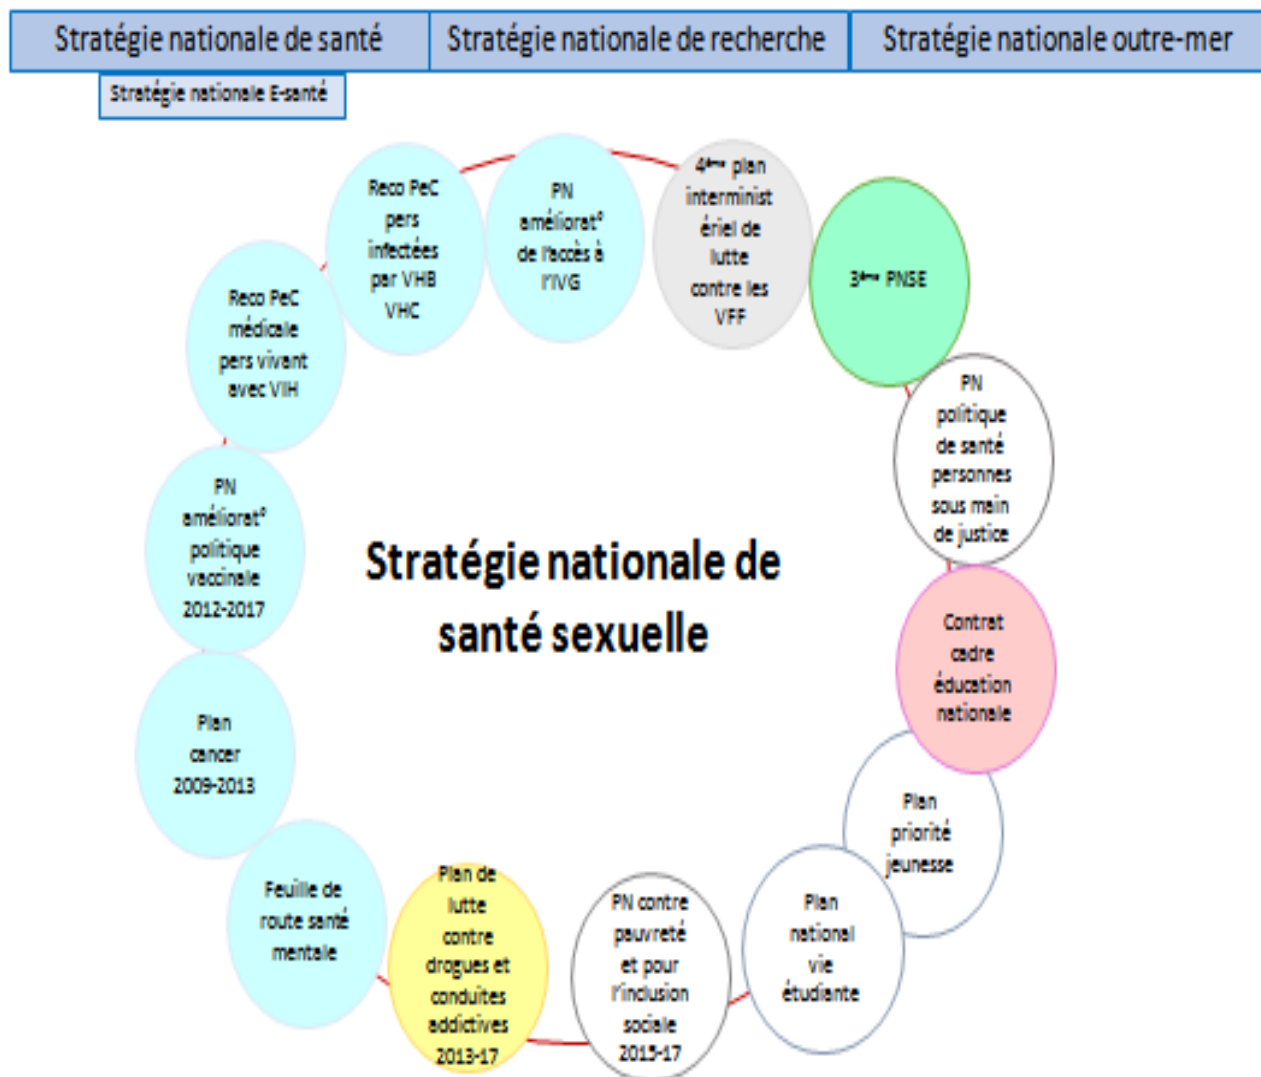 Stratégie nationale de santé
Stratégie nationale de recherche
Stratégie nationale outre-mer
Stratégie nationale E-santé
Reco PeC
pers
infectées
par VHB
VHC
PN
améliorat°
de l'accès à
l'IVG
4ème plan
interminist
ériel de
lutte
contre les
VFF
3ème PNSE
Reco PeC
médicale
pers vivant
avec VIH
PN
politique
de santé
personnes
sous main
de justice
PN
améliorat°
politique
vaccinale
2012-2017
Stratégie nationale de
santé sexuelle
Contrat
cadre
éducation
nationale
Plan
cancer
2009-2013
Plan
priorité
jeunesse
Feuille de
route santé
mentale
Plan de
lutte
contre
drogues et
conduites
addictives
2013-17
PN contre
pauvreté
et pour
l'inclusion
sociale
2015-17
Plan
national
vie
étudiante